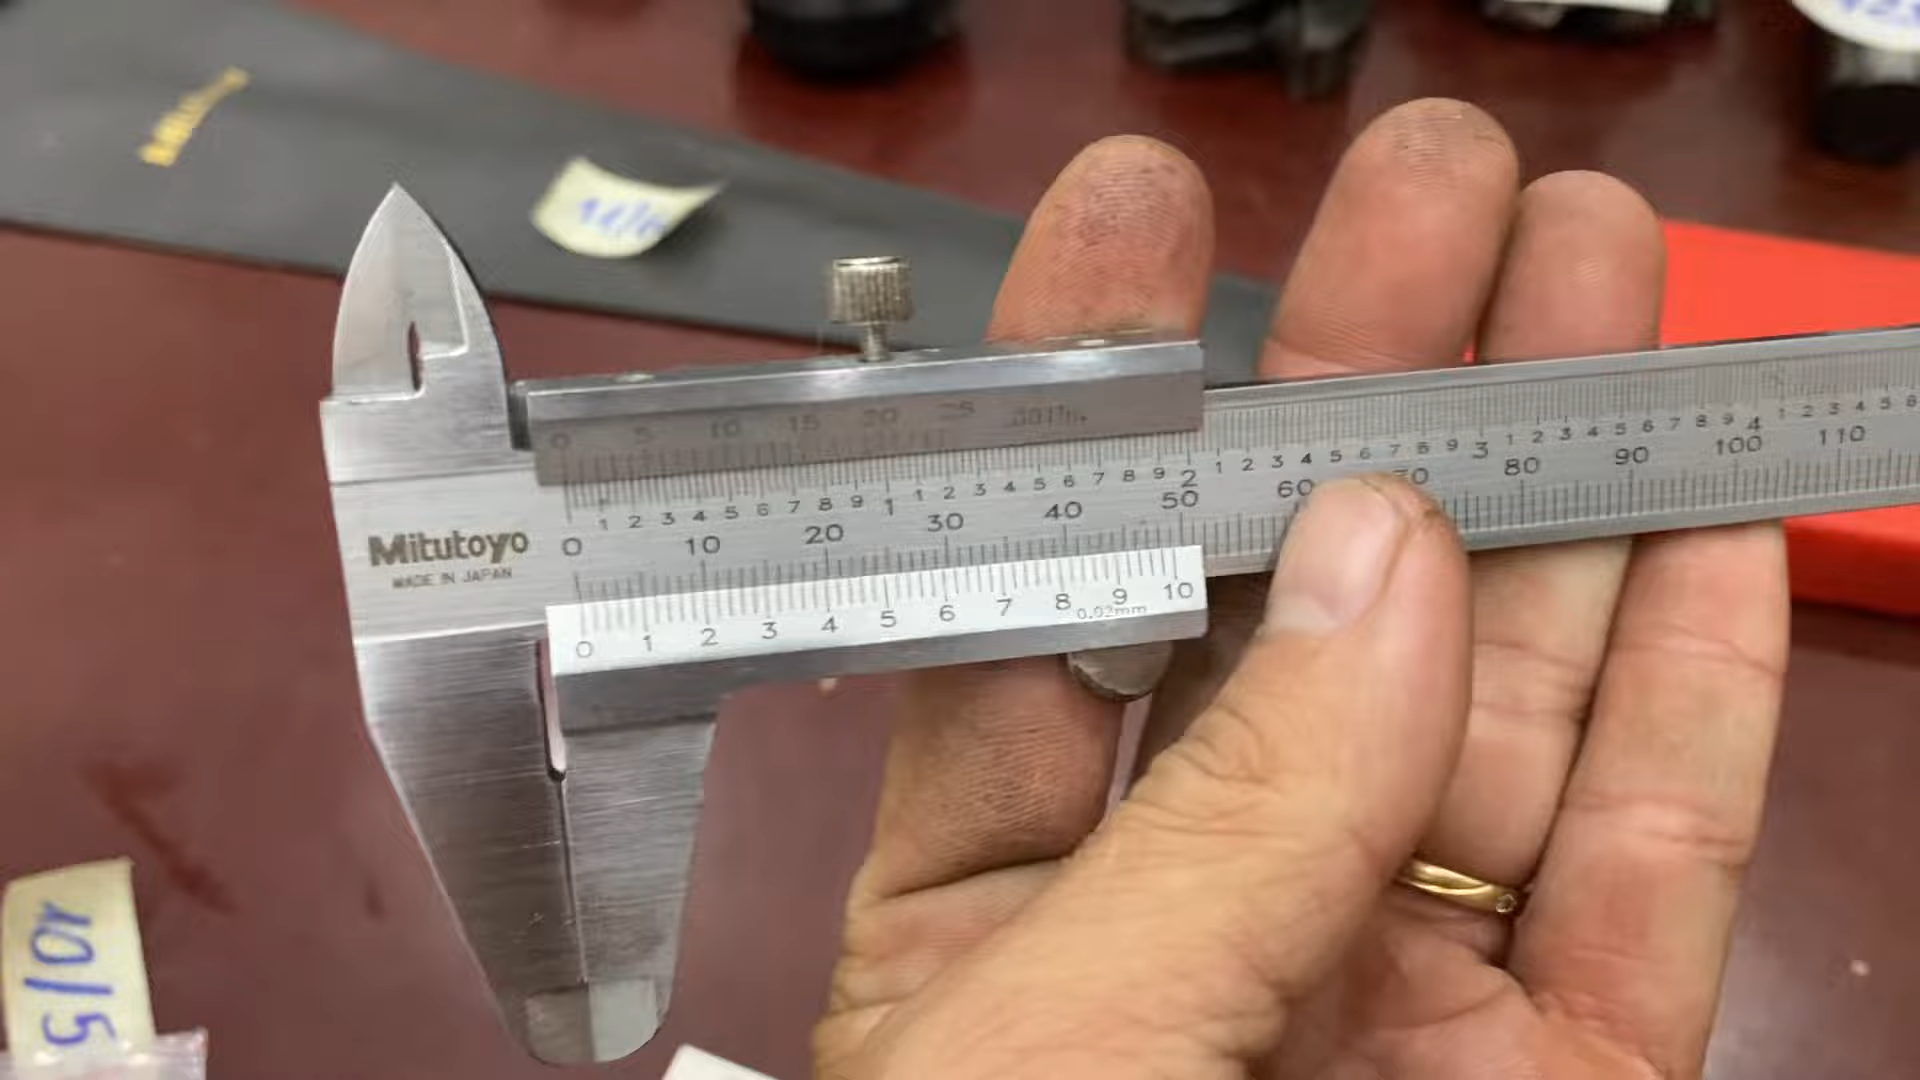 0 5 10 15 20 25 .001in.
1 2 3 4 5 6 7 8 9 1 1 2 3 4 5 6 7 8 9 2 1 2 3 4 5 6 7 8 9 3 1 2 3 4 5 6 7 8 9 4 1 2 3 4 5 6
0 10 20 30 40 50 60 70 80 90 100 110
Mitutoyo
MADE IN JAPAN
0 1 2 3 4 5 6 7 8 9 10
0.02mm
10/5